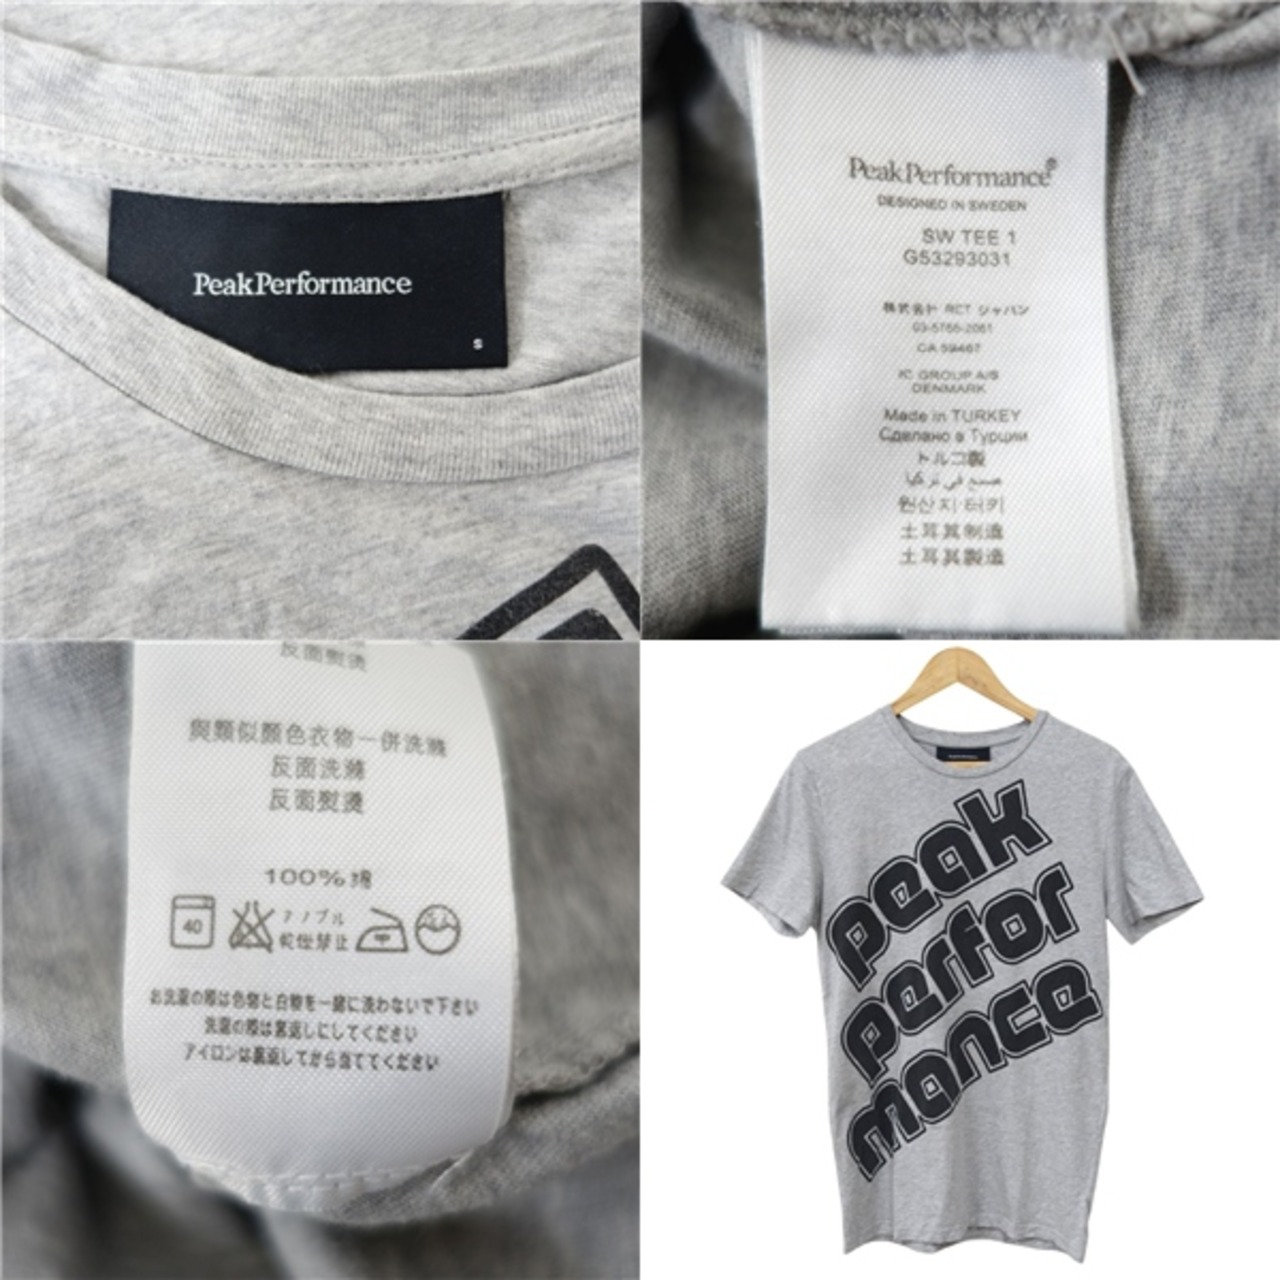 PeakPerformance
S
PeakPerformance®
DESIGNED IN SWEDEN
SW TEE 1
G53293031
株式会社 RCT ジャパン
03-5766-2061
CA 59467
IC GROUP A/S
DENMARK
Made in TURKEY
Сделано в Турции
トルコ製
صنع في تركيا
원산지:터키
土耳其制造
土耳其製造
反面熨燙
與類似顏色衣物一併洗滌
反面洗滌
反面熨燙
100% 綿
40
お洗濯の際は色物と白物を一緒に洗わないで下さい
洗濯の際は裏返しにしてください
アイロンは裏返してから当ててください
peak
perfor
mance